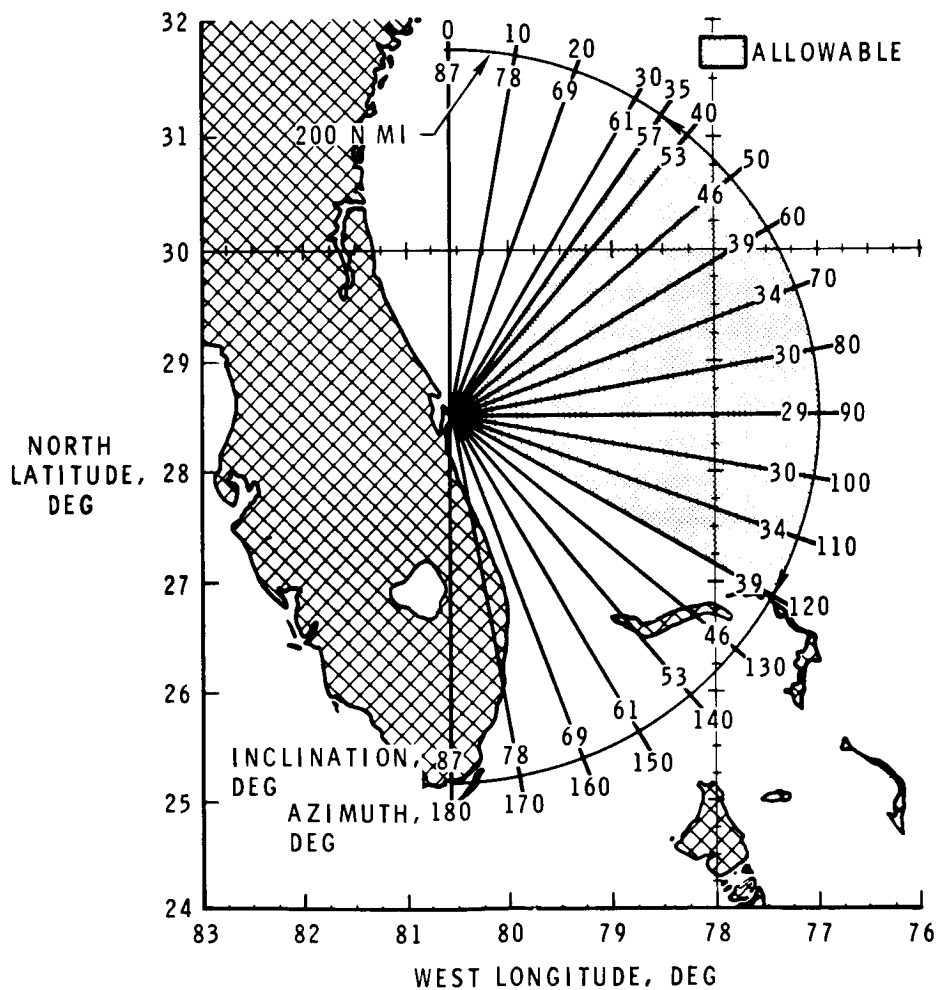 32
31
30
29
28
27
26
25
24
NORTH
LATITUDE,
DEG
83 82 81 80 79 78 77 76
WEST LONGITUDE, DEG
ALLOWABLE
200 N MI
0 10 20 30 35 40 50 60 70 80 90 100 110 120 130 140 150 160 170 180
87 78 69 61 57 53 46 39 34 30 29 30 34 39 46 53 61 69 78 87
INCLINATION,
DEG
AZIMUTH,
DEG